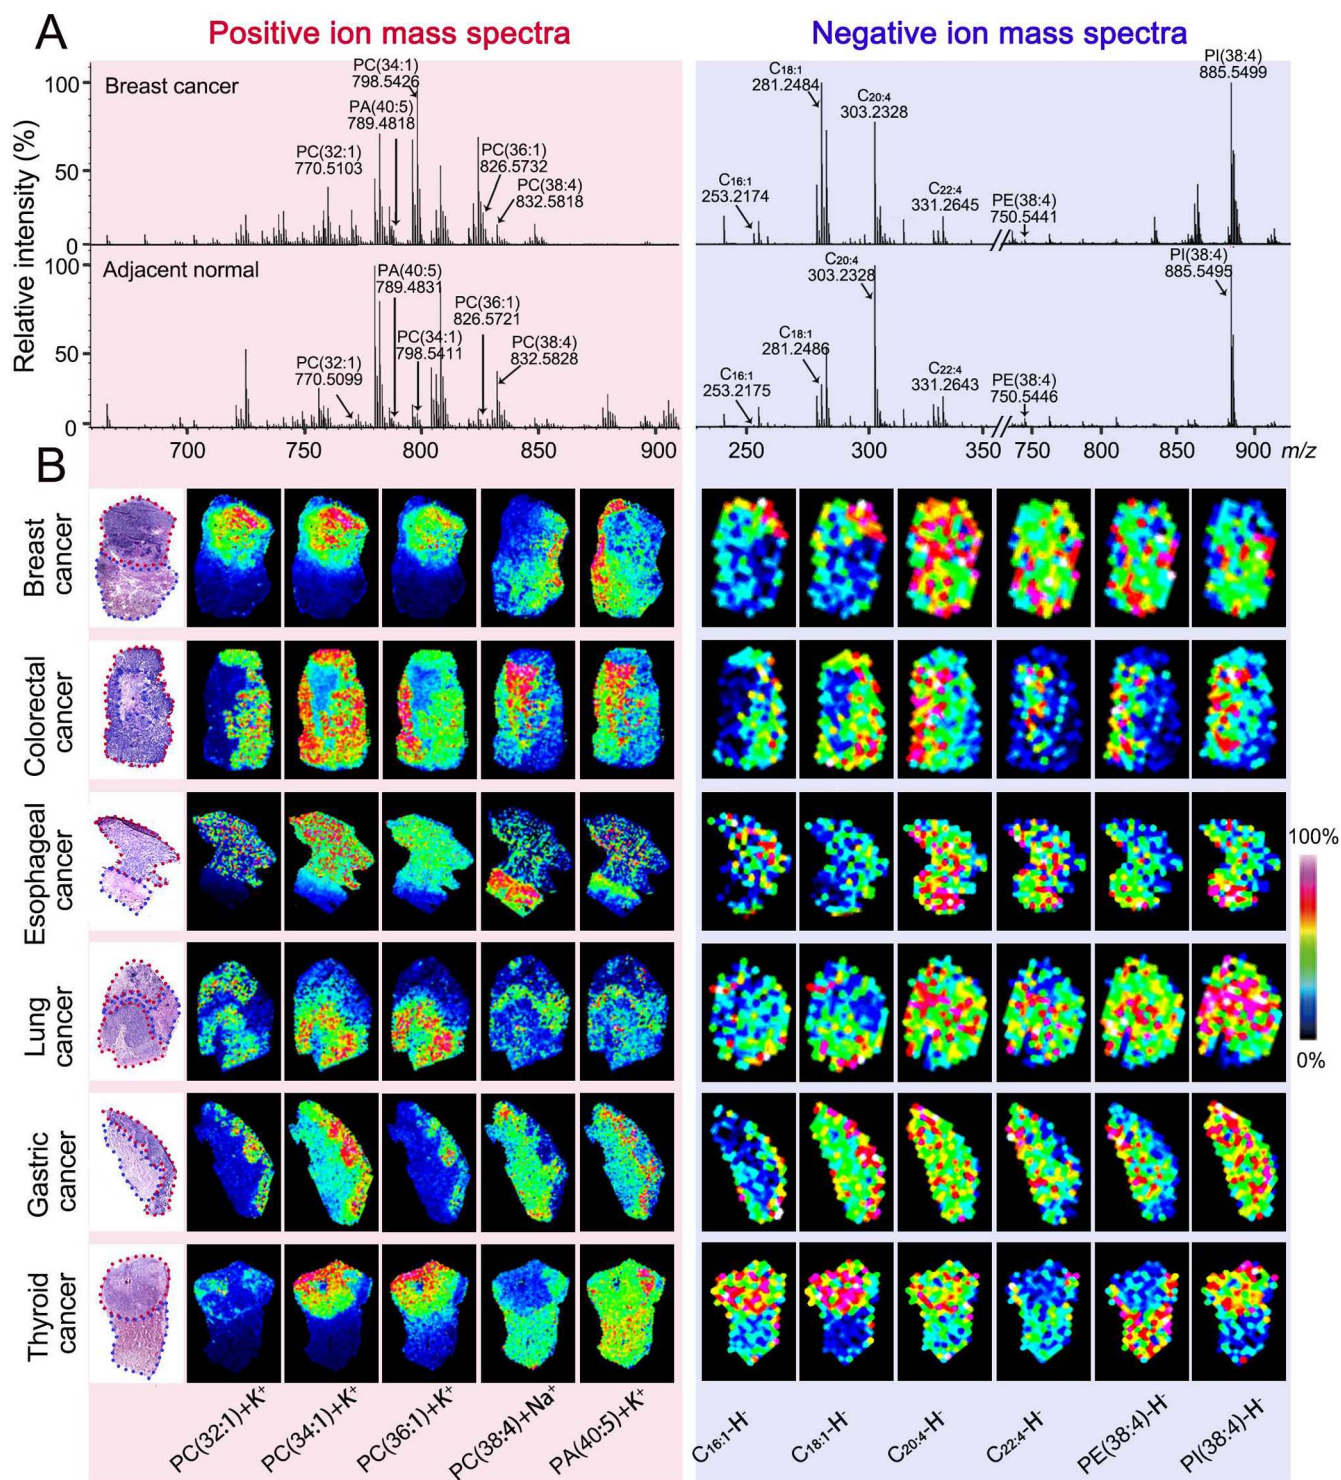 A
Positive ion mass spectra
Negative ion mass spectra
Relative intensity (%)
100
50
0
Breast cancer
PC(34:1)
798.5426
PA(40:5)
789.4818
PC(32:1)
770.5103
PC(36:1)
826.5732
PC(38:4)
832.5818
C18:1
281.2484
C20:4
303.2328
C16:1
253.2174
C22:4
331.2645
PE(38:4)
750.5441
PI(38:4)
885.5499
Relative intensity (%)
100
50
0
Adjacent normal
PA(40:5)
789.4831
PC(36:1)
826.5721
PC(34:1)
798.5411
PC(38:4)
832.5828
PC(32:1)
770.5099
C20:4
303.2328
C18:1
281.2486
C16:1
253.2175
C22:4
331.2643
PE(38:4)
750.5446
PI(38:4)
885.5495
700 750 800 850 900
250 300 350 750 800 850 900 m/z
B
Breast
cancer
Colorectal
cancer
Esophageal
cancer
Lung
cancer
Gastric
cancer
Thyroid
cancer
100%
0%
PC(32:1)+K+
PC(34:1)+K+
PC(36:1)+K+
PC(38:4)+Na+
PA(40:5)+K+
C16:1-H-
C18:1-H-
C20:4-H-
C22:4-H-
PE(38:4)-H-
PI(38:4)-H-